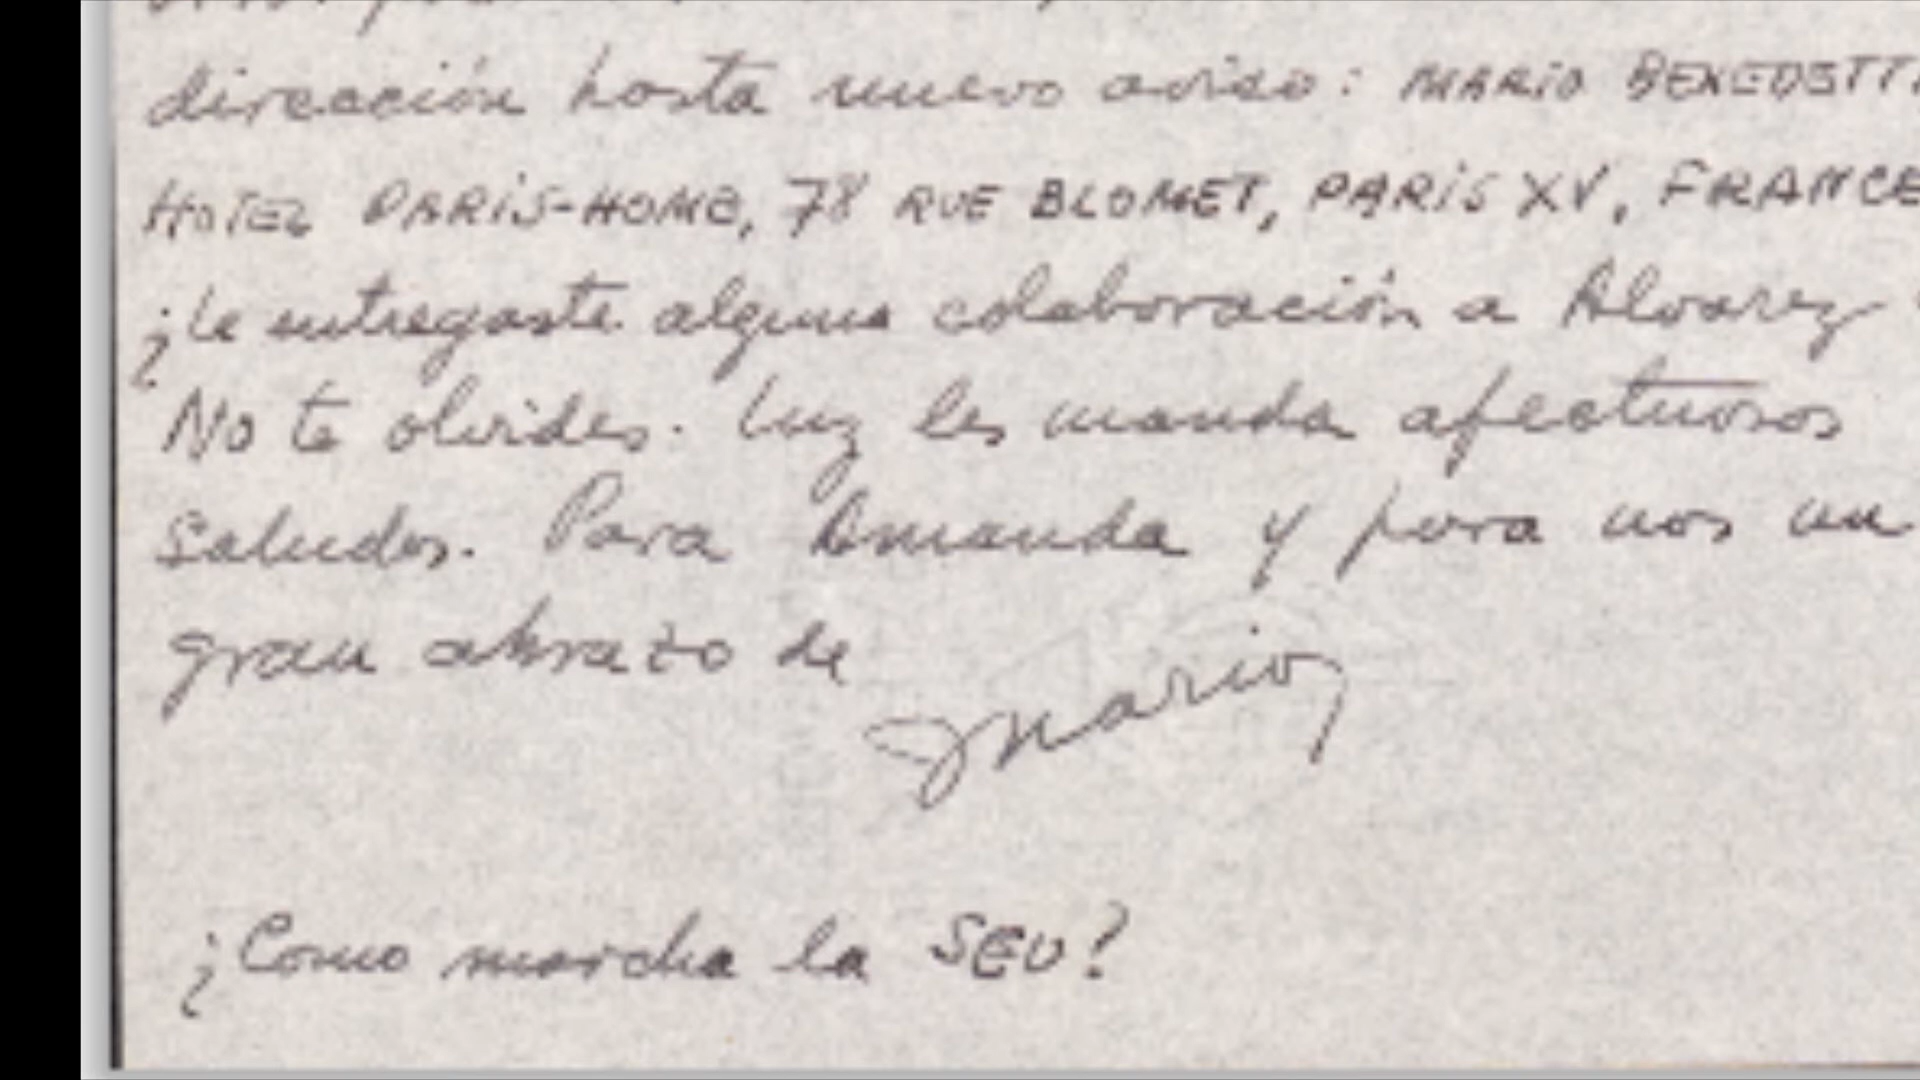 dirección hasta nuevo aviso: MARIO BENEDETTI
HOTEL PARIS-HOME, 78 RUE BLOMET, PARIS XV, FRANCE
¿Le entregaste alguna colaboración a Alvarez
No te olvides. Luz les manda afectuosos
saludos. Para Amanda y para vos un
gran abrazo de
Mario
¿Como marcha la SEU?